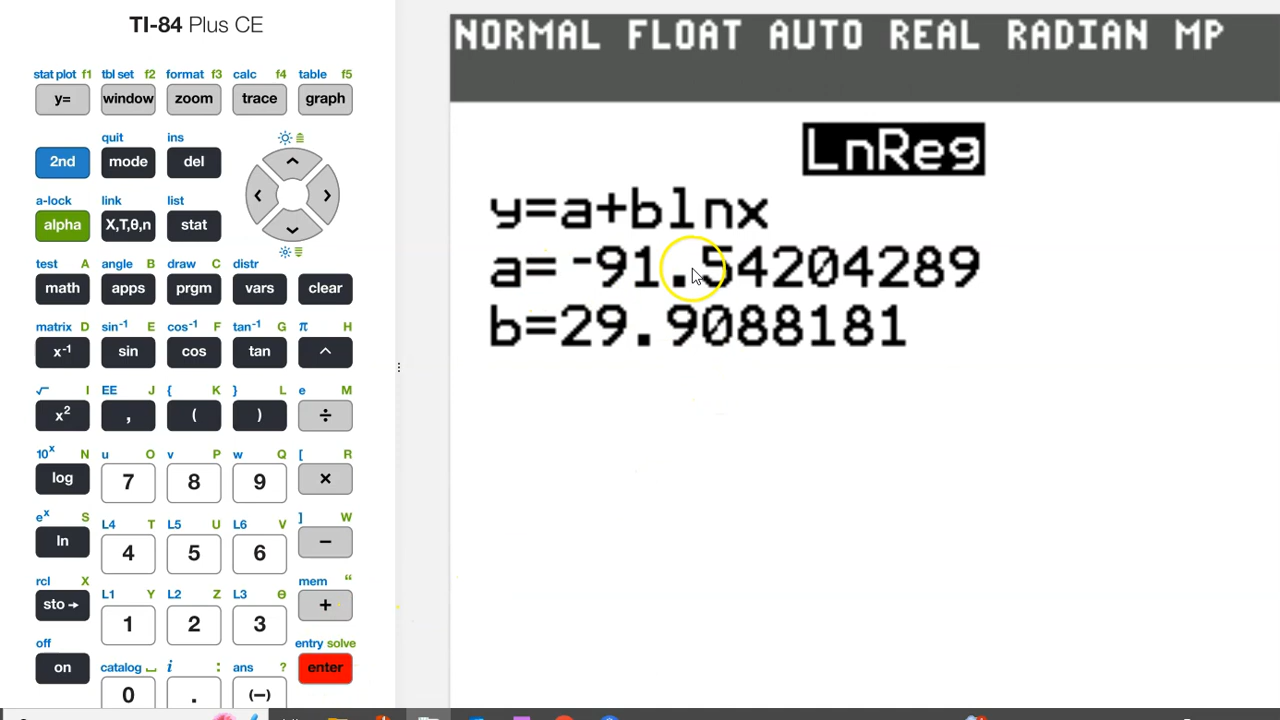 TI-84 Plus CE
stat plot f1 tbl set f2 format f3 calc f4 table f5
y= window zoom trace graph
quit ins
2nd mode del
a-lock link list
alpha X,T,θ,n stat
test A angle B draw C distr
math apps prgm vars clear
matrix D sin⁻¹ E cos⁻¹ F tan⁻¹ G π H
x⁻¹ sin cos tan ^
√ I EE J { K } L e M
x² , ( ) ÷
10ˣ N u O v P w Q [ R
log 7 8 9 ×
eˣ S L4 T L5 U L6 V ] W
ln 4 5 6 −
rcl X L1 Y L2 Z L3 θ mem “
sto → 1 2 3 +
off catalog ⎵ i : ans ? entry solve
on 0 . (−) enter
NORMAL FLOAT AUTO REAL RADIAN MP
LnReg
y=a+blnx
a=-91.54204289
b=29.9088181